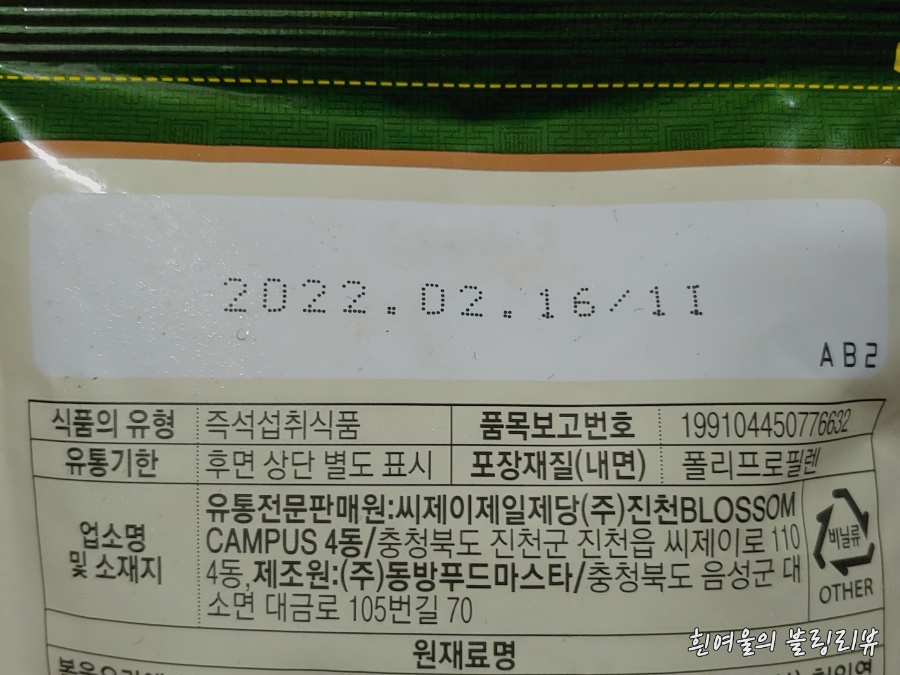 2022.02.16/1I
AB2
식품의 유형 즉석섭취식품 품목보고번호 199104450776632
유통기한 후면 상단 별도 표시 포장재질(내면) 폴리프로필렌
업소명
및 소재지
유통전문판매원:씨제이제일제당(주)진천BLOSSOM
CAMPUS 4동/충청북도 진천군 진천읍 씨제이로 110
4동,제조원:(주)동방푸드마스타/충청북도 음성군 대
소면 대금로 105번길 70
비닐류
OTHER
원재료명
흰여울의 블링리뷰